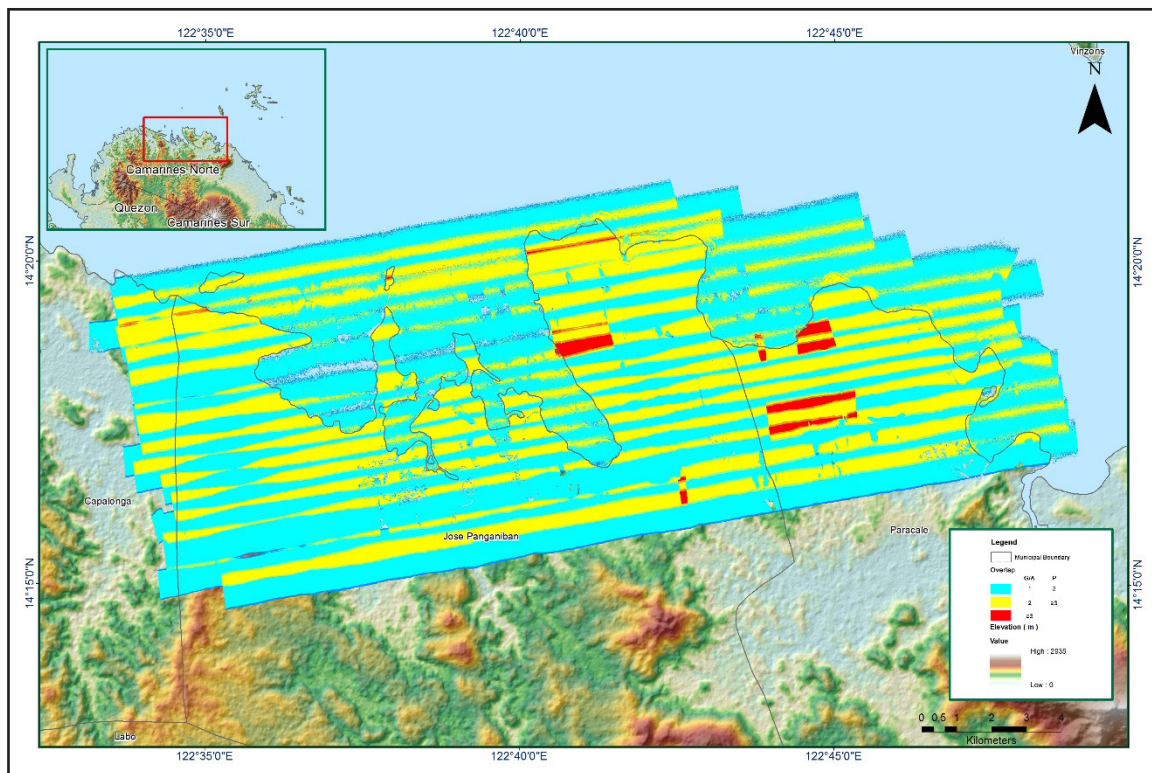 122°35'0"E
122°40'0"E
122°45'0"E
Vinzons
N
Camarines Norte
Quezon
Camarines Sur
14°20'0"N
14°20'0"N
Capalonga
Jose Panganiban
Paracale
14°15'0"N
14°15'0"N
Legend
Municipal Boundary
Overlap
G/A P
1 2
2 ≥3
≥3
Elevation ( m )
Value
High : 2935
Low : 0
0 0.5 1 2 3 4
Kilometers
Labo
122°35'0"E
122°40'0"E
122°45'0"E